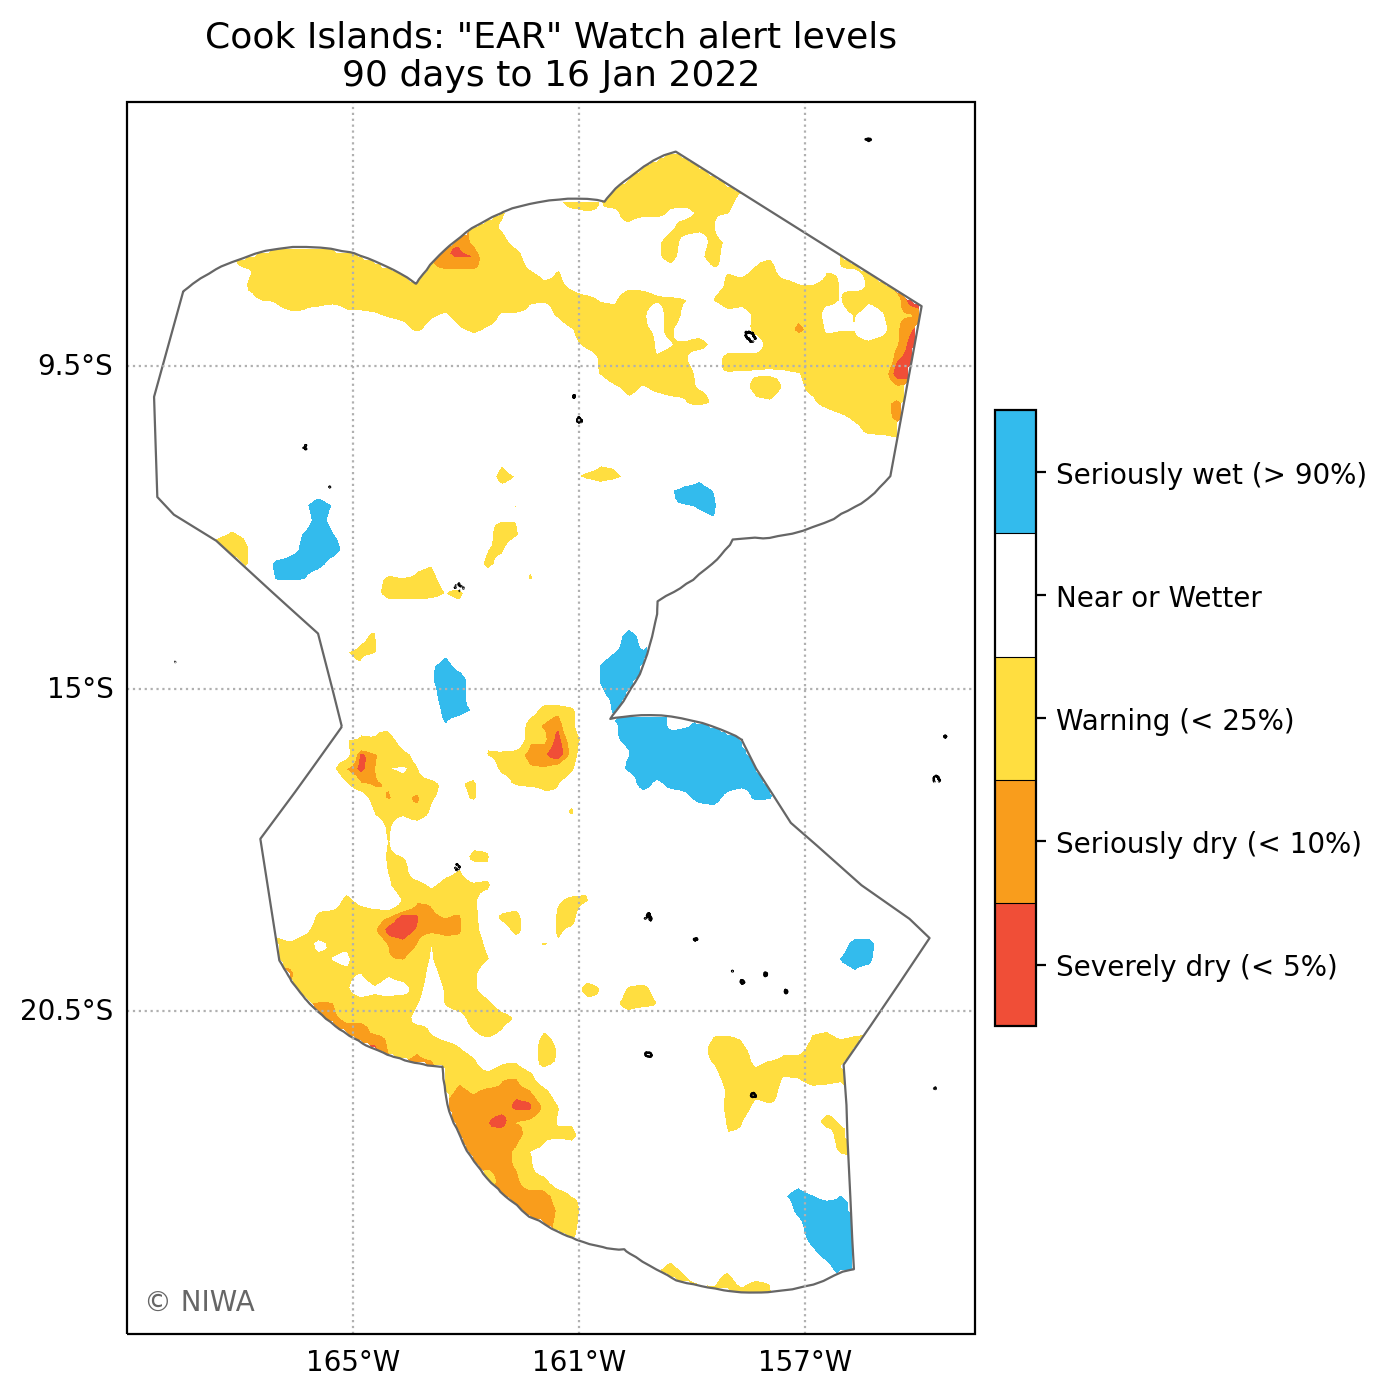 Cook Islands: "EAR" Watch alert levels
90 days to 16 Jan 2022
9.5°S
15°S
20.5°S
165°W
161°W
157°W
Seriously wet (> 90%)
Near or Wetter
Warning (< 25%)
Seriously dry (< 10%)
Severely dry (< 5%)
© NIWA